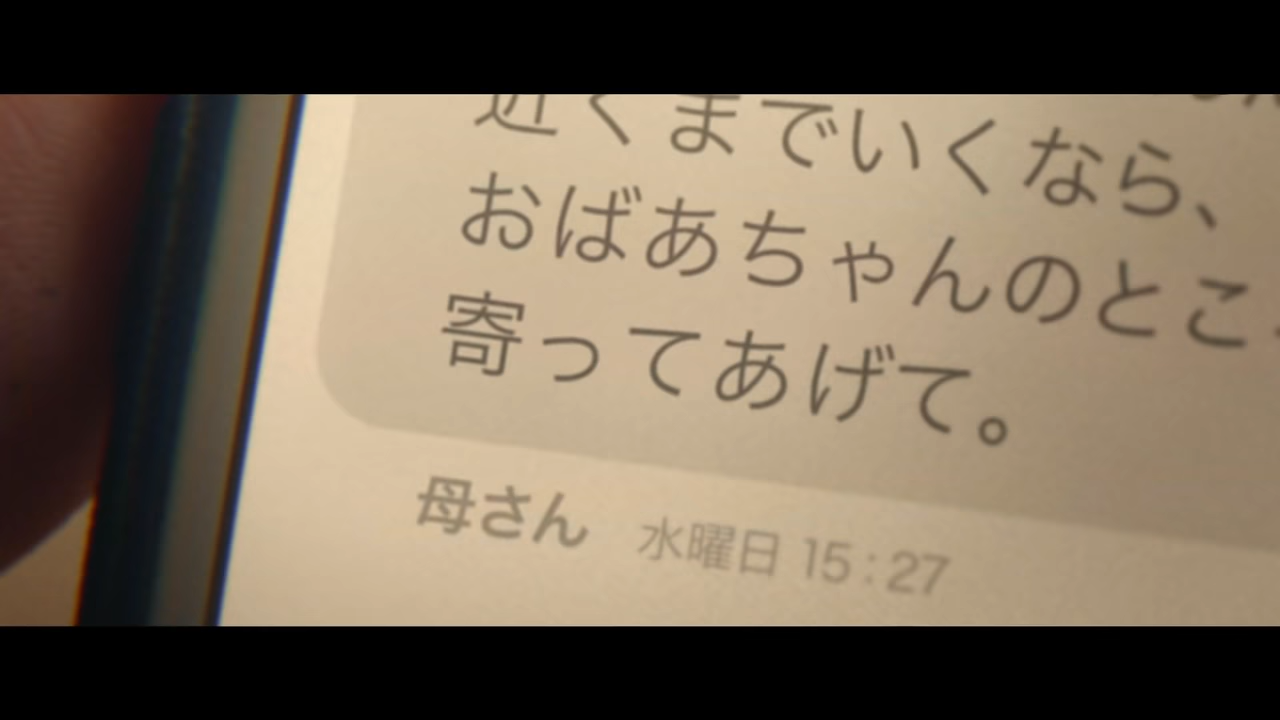 近くまでいくなら、
おばあちゃんのとこ
寄ってあげて。
母さん 水曜日 15:27